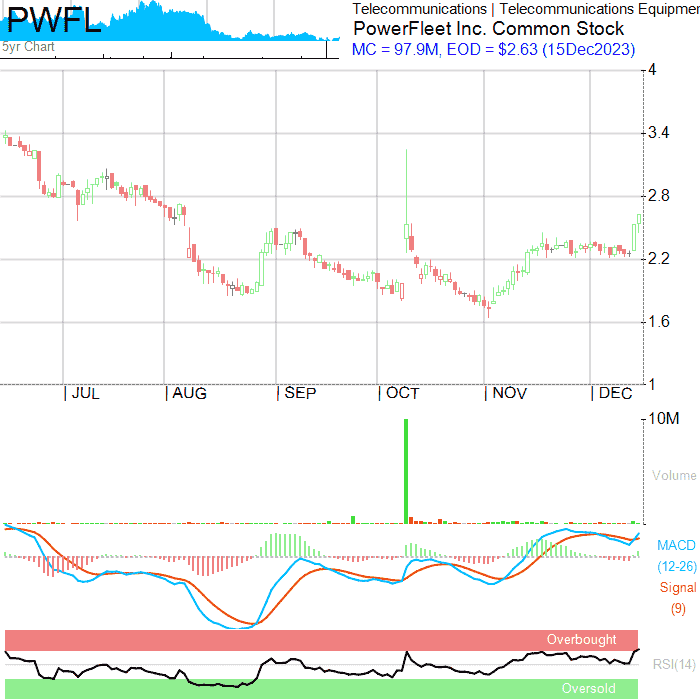 PWFL
5yr Chart
Telecommunications | Telecommunications Equipmen
PowerFleet Inc. Common Stock
MC = 97.9M, EOD = $2.63 (15Dec2023)
4
3.4
2.8
2.2
1.6
1
JUL AUG SEP OCT NOV DEC
10M
Volume
MACD
(12-26)
Signal
(9)
Overbought
RSI(14)
Oversold